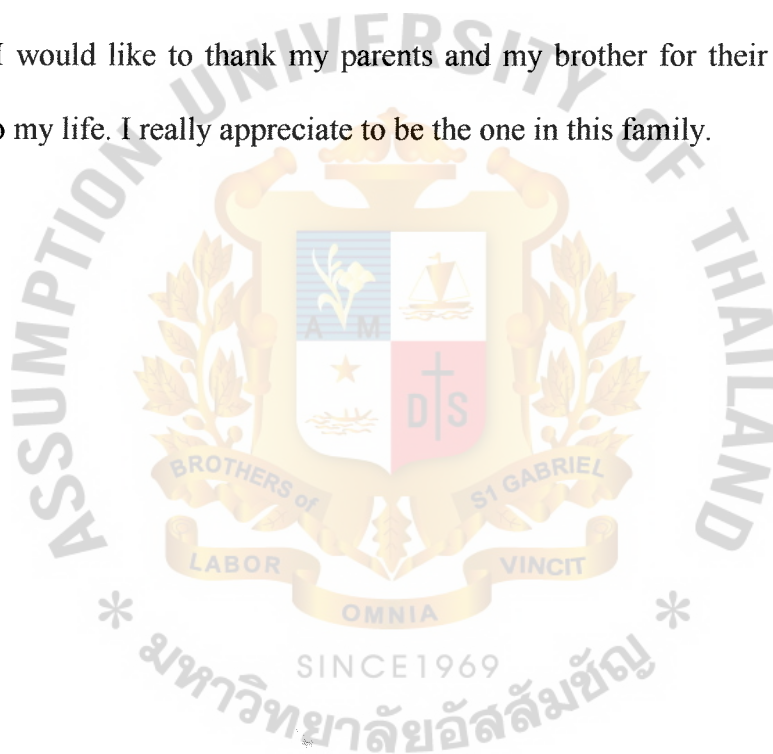 I would like to thank my parents and my brother for their
o my life. I really appreciate to be the one in this family.
ASSUMPTION UNIVERSITY OF THAILAND
A M
D S
BROTHERS of
S1 GABRIEL
LABOR
VINCIT
OMNIA
* *
SINCE1969
มหาวิทยาลัยอัสสัมชัญ